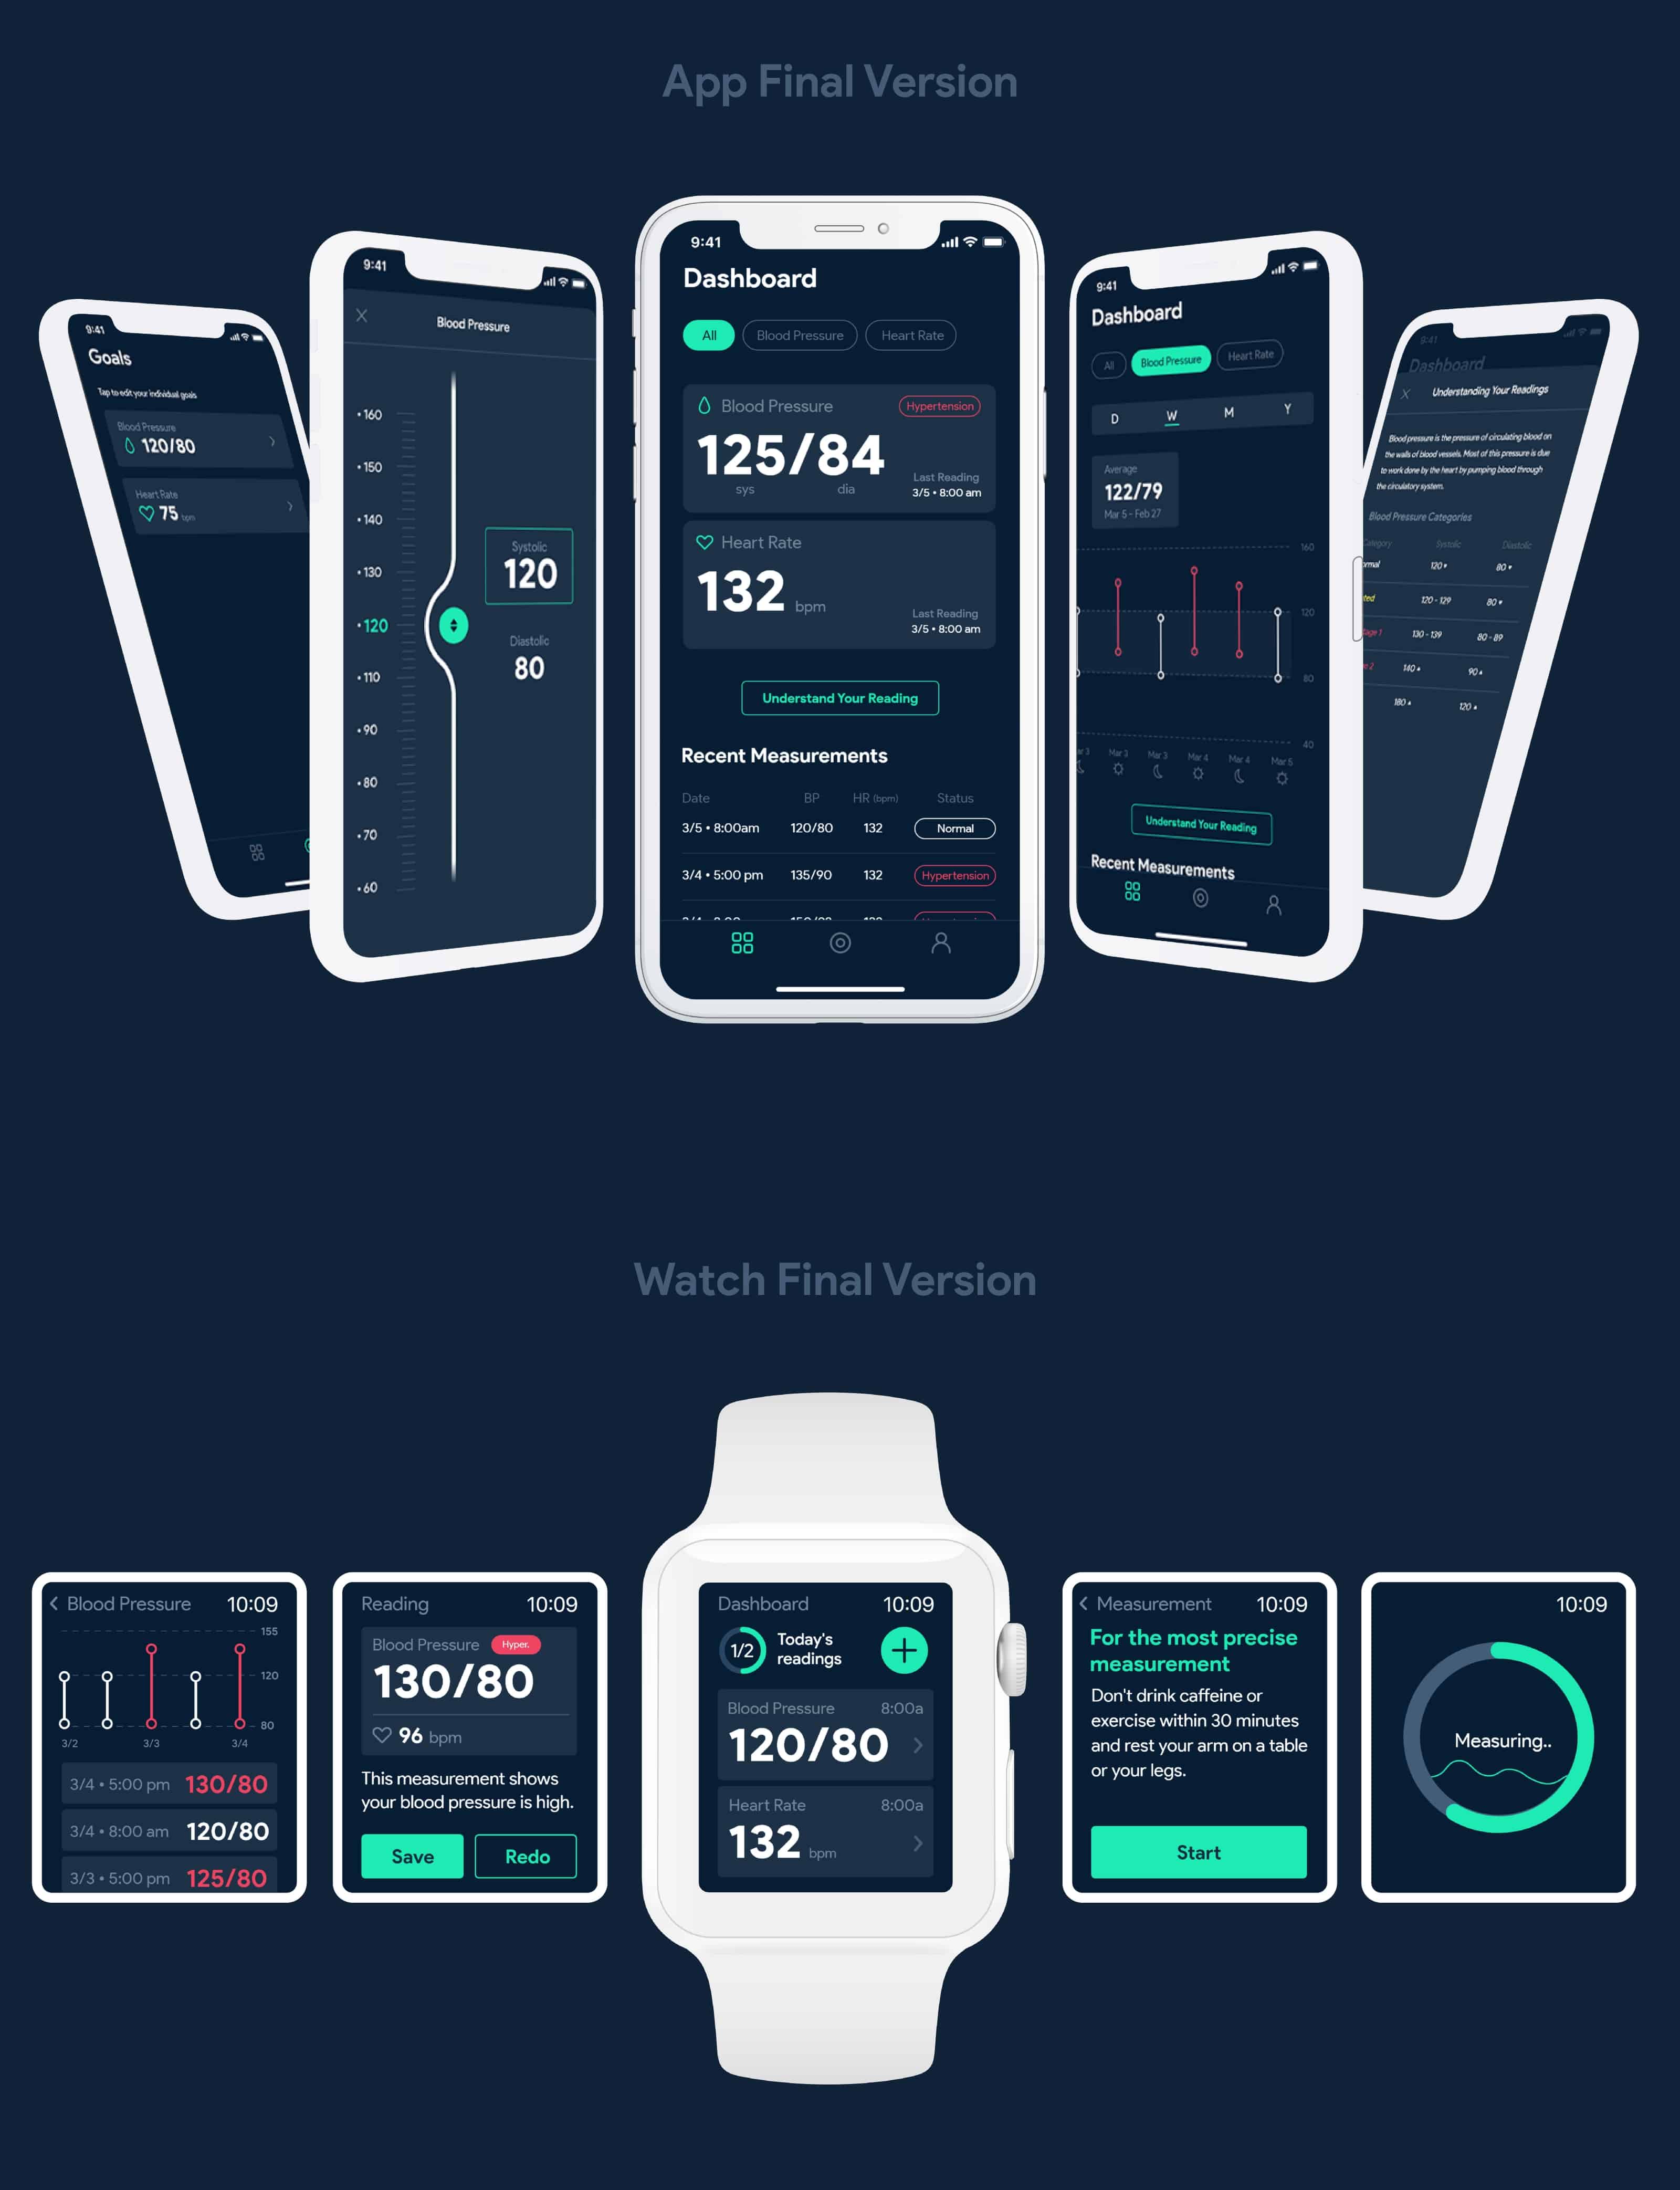 App Final Version
9:41
Goals
Tap to edit your individual goals
Blood Pressure
120/80
Heart Rate
75 bpm
9:41
X
Blood Pressure
•160
•150
•140
•130
•120
•110
•90
•80
•70
•60
Systolic
120
Diastolic
80
9:41
Dashboard
All Blood Pressure Heart Rate
Blood Pressure Hypertension
125/84
sys dia
Last Reading
3/5 • 8:00 am
Heart Rate
132 bpm
Last Reading
3/5 • 8:00 am
Understand Your Reading
Recent Measurements
Date BP HR (bpm) Status
3/5 • 8:00am 120/80 132 Normal
3/4 • 5:00 pm 135/90 132 Hypertension
9:41
Dashboard
All Blood Pressure Heart Rate
D W M Y
Average
122/79
Mar 5 - Feb 27
160
120
80
40
Mar 3 Mar 3 Mar 4 Mar 4 Mar 5
Understand Your Reading
Recent Measurements
9:41
Dashboard
X Understanding Your Readings
Blood pressure is the pressure of circulating blood on
the walls of blood vessels. Most of this pressure is due
to work done by the heart by pumping blood through
the circulatory system.
Blood Pressure Categories
Category Systolic Diastolic
120 80
120 - 129 80
130 - 139 80 - 89
140 90
180 120
Watch Final Version
Blood Pressure 10:09
155
120
80
3/2 3/3 3/4
3/4 • 5:00 pm 130/80
3/4 • 8:00 am 120/80
3/3 • 5:00 pm 125/80
Reading 10:09
Blood Pressure Hyper.
130/80
96 bpm
This measurement shows
your blood pressure is high.
Save Redo
Dashboard 10:09
1/2 Today's
readings
+
Blood Pressure 8:00a
120/80
Heart Rate 8:00a
132 bpm
Measurement 10:09
For the most precise
measurement
Don't drink caffeine or
exercise within 30 minutes
and rest your arm on a table
or your legs.
Start
10:09
Measuring..